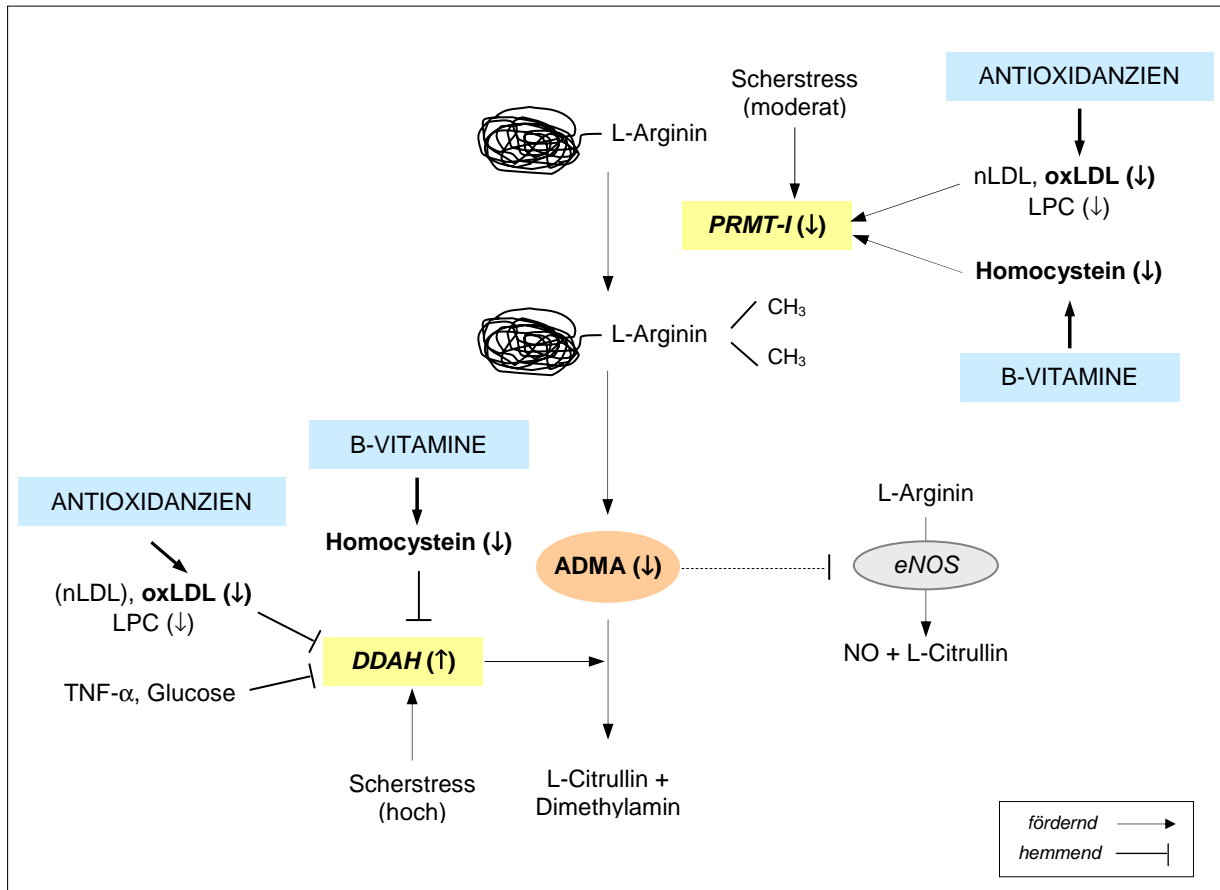 ANTIOXIDANZIEN
Scherstress
(moderat)
L-Arginin
nLDL, oxLDL (↓)
LPC (↓)
PRMT-I (↓)
Homocystein (↓)
CH₃
L-Arginin
CH₃
B-VITAMINE
B-VITAMINE
ANTIOXIDANZIEN
L-Arginin
Homocystein (↓)
ADMA (↓)
eNOS
(nLDL), oxLDL (↓)
LPC (↓)
DDAH (↑)
NO + L-Citrullin
TNF-α, Glucose
Scherstress
(hoch)
L-Citrullin +
Dimethylamin
fördernd
hemmend